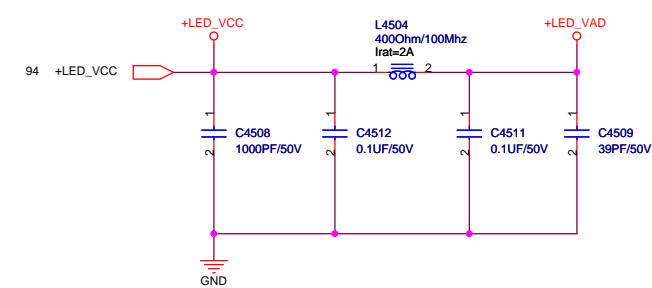 +LED_VCC
L4504
400Ohm/100Mhz
Irat=2A
+LED_VAD
94 +LED_VCC
1 2
1 1 1 1
C4508
1000PF/50V
C4512
0.1UF/50V
C4511
0.1UF/50V
C4509
39PF/50V
2 2 2 2
GND